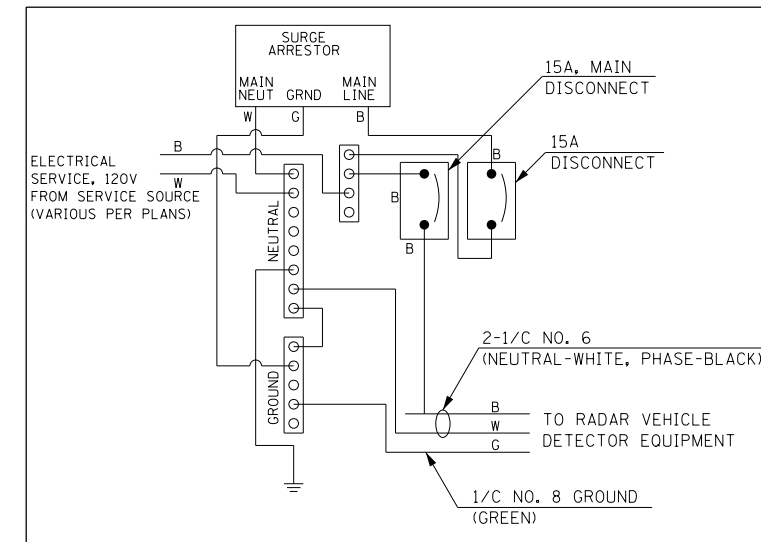 SURGE
ARRESTOR
MAIN
NEUT
GRND
MAIN
LINE
W
G
B
15A, MAIN
DISCONNECT
15A
DISCONNECT
B
W
ELECTRICAL
SERVICE, 120V
FROM SERVICE SOURCE
(VARIOUS PER PLANS)
B
B
B
NEUTRAL
GROUND
2-1/C NO. 6
(NEUTRAL-WHITE, PHASE-BLACK)
B
W
G
TO RADAR VEHICLE
DETECTOR EQUIPMENT
1/C NO. 8 GROUND
(GREEN)